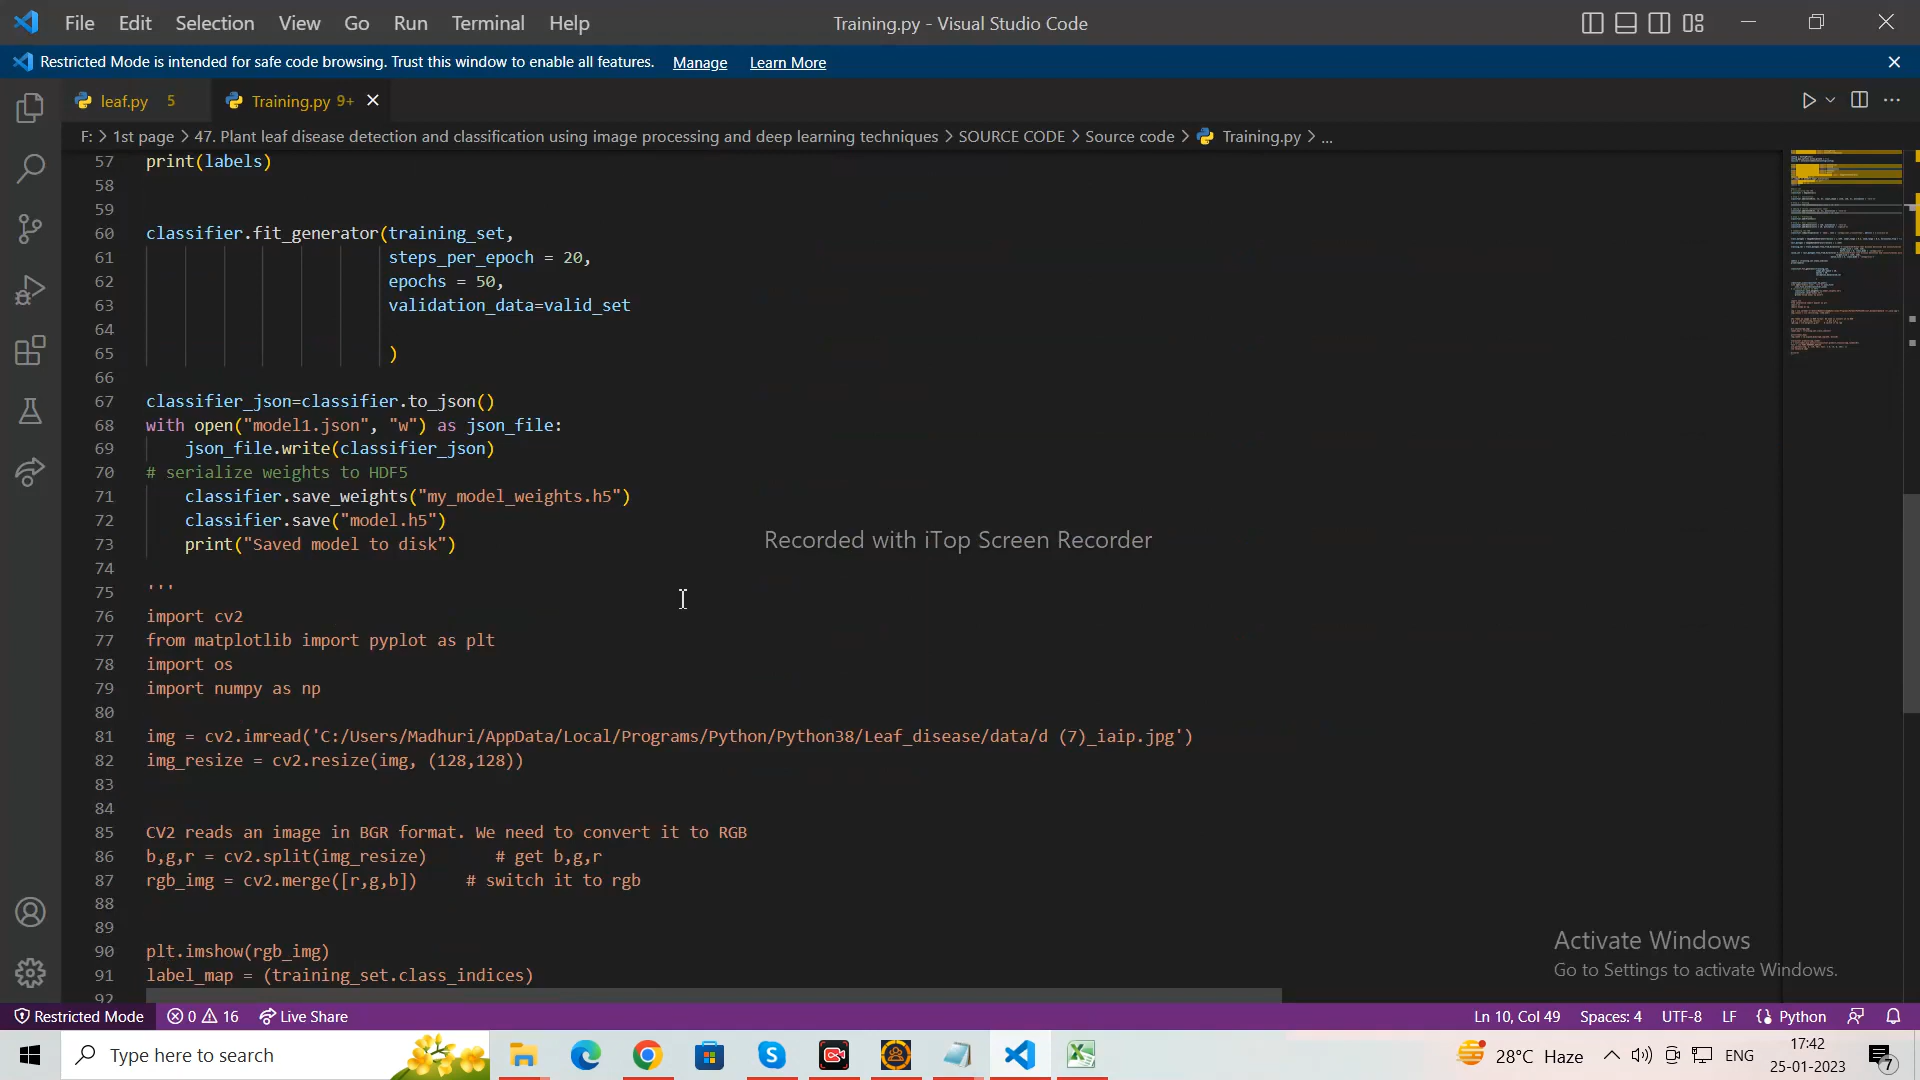 File Edit Selection View Go Run Terminal Help Training.py - Visual Studio Code
Restricted Mode is intended for safe code browsing. Trust this window to enable all features. Manage Learn More
leaf.py 5 Training.py 9+
F: > 1st page > 47. Plant leaf disease detection and classification using image processing and deep learning techniques > SOURCE CODE > Source code > Training.py > ...
57 print(labels)
58
59
60 classifier.fit_generator(training_set,
61 steps_per_epoch = 20,
62 epochs = 50,
63 validation_data=valid_set
64
65 )
66
67 classifier_json=classifier.to_json()
68 with open("model1.json", "w") as json_file:
69 json_file.write(classifier_json)
70 # serialize weights to HDF5
71 classifier.save_weights("my_model_weights.h5")
72 classifier.save("model.h5")
73 print("Saved model to disk")
74
75 '''
76 import cv2
77 from matplotlib import pyplot as plt
78 import os
79 import numpy as np
80
81 img = cv2.imread('C:/Users/Madhuri/AppData/Local/Programs/Python/Python38/Leaf_disease/data/d (7)_iaip.jpg')
82 img_resize = cv2.resize(img, (128,128))
83
84
85 CV2 reads an image in BGR format. We need to convert it to RGB
86 b,g,r = cv2.split(img_resize) # get b,g,r
87 rgb_img = cv2.merge([r,g,b]) # switch it to rgb
88
89
90 plt.imshow(rgb_img)
91 label_map = (training_set.class_indices)
92
Recorded with iTop Screen Recorder
Activate Windows
Go to Settings to activate Windows.
Restricted Mode 0 16 Live Share Ln 10, Col 49 Spaces: 4 UTF-8 LF Python
Type here to search 28°C Haze ENG 17:42
25-01-2023 7